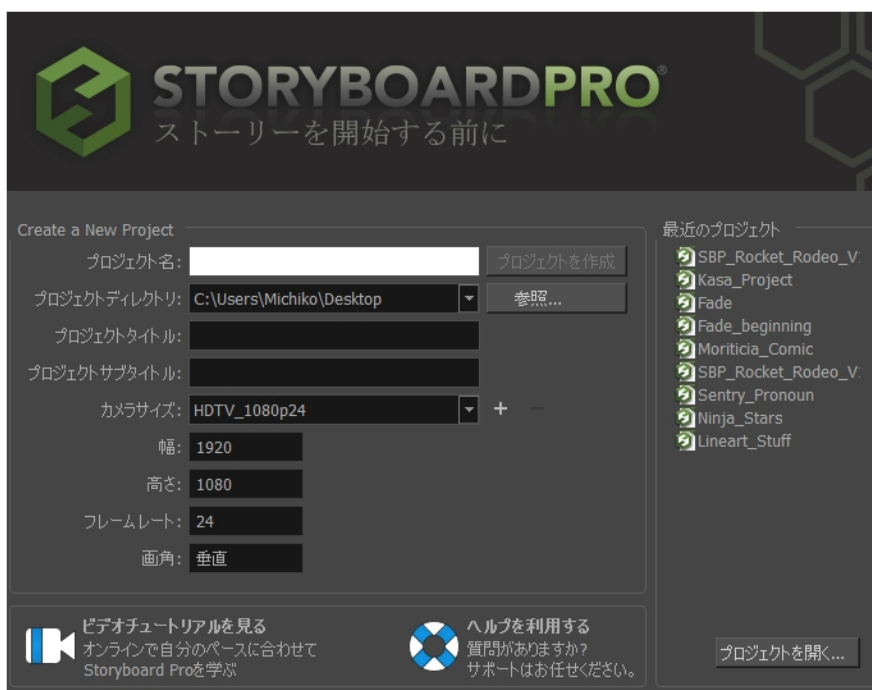 STORYBOARDPRO®
ストーリーを開始する前に
Create a New Project
プロジェクト名:
プロジェクトを作成
プロジェクトディレクトリ: C:\Users\Michiko\Desktop
参照...
プロジェクトタイトル:
プロジェクトサブタイトル:
カメラサイズ: HDTV_1080p24
+ −
幅: 1920
高さ: 1080
フレームレート: 24
画角: 垂直
最近のプロジェクト
SBP_Rocket_Rodeo_V
Kasa_Project
Fade
Fade_beginning
Moriticia_Comic
SBP_Rocket_Rodeo_V
Sentry_Pronoun
Ninja_Stars
Lineart_Stuff
ビデオチュートリアルを見る
オンラインで自分のペースに合わせて
Storyboard Proを学ぶ
ヘルプを利用する
質問がありますか?
サポートはお任せください。
プロジェクトを開く...